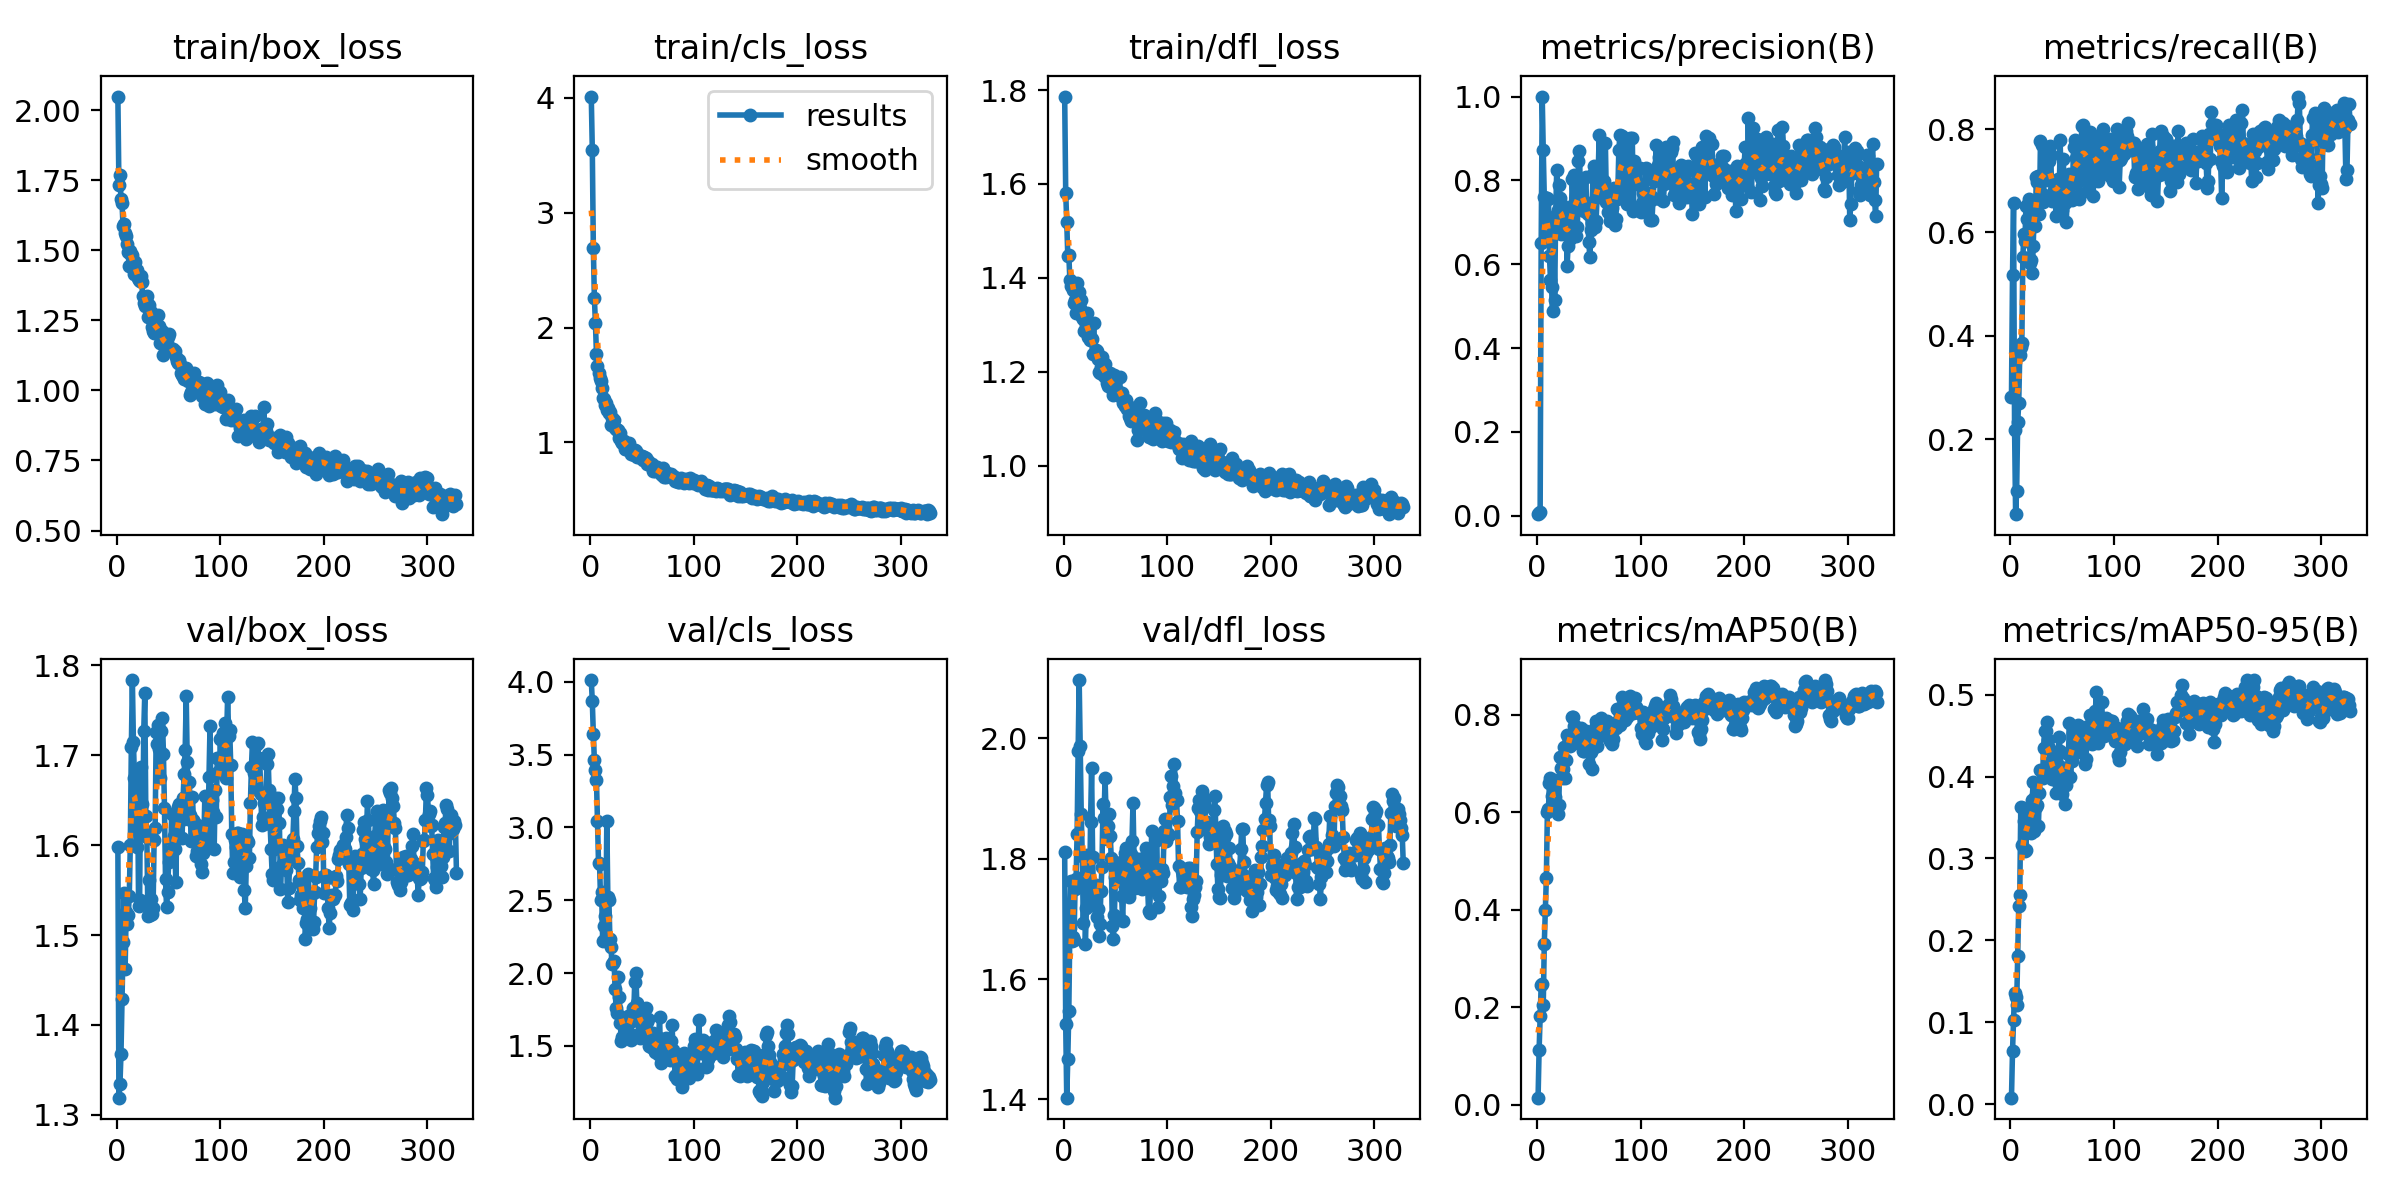 train/box_loss
2.00
1.75
1.50
1.25
1.00
0.75
0.50
0 100 200 300
train/cls_loss
results
smooth
4
3
2
1
0 100 200 300
train/dfl_loss
1.8
1.6
1.4
1.2
1.0
0 100 200 300
metrics/precision(B)
1.0
0.8
0.6
0.4
0.2
0.0
0 100 200 300
metrics/recall(B)
0.8
0.6
0.4
0.2
0 100 200 300
val/box_loss
1.8
1.7
1.6
1.5
1.4
1.3
0 100 200 300
val/cls_loss
4.0
3.5
3.0
2.5
2.0
1.5
0 100 200 300
val/dfl_loss
2.0
1.8
1.6
1.4
0 100 200 300
metrics/mAP50(B)
0.8
0.6
0.4
0.2
0.0
0 100 200 300
metrics/mAP50-95(B)
0.5
0.4
0.3
0.2
0.1
0.0
0 100 200 300